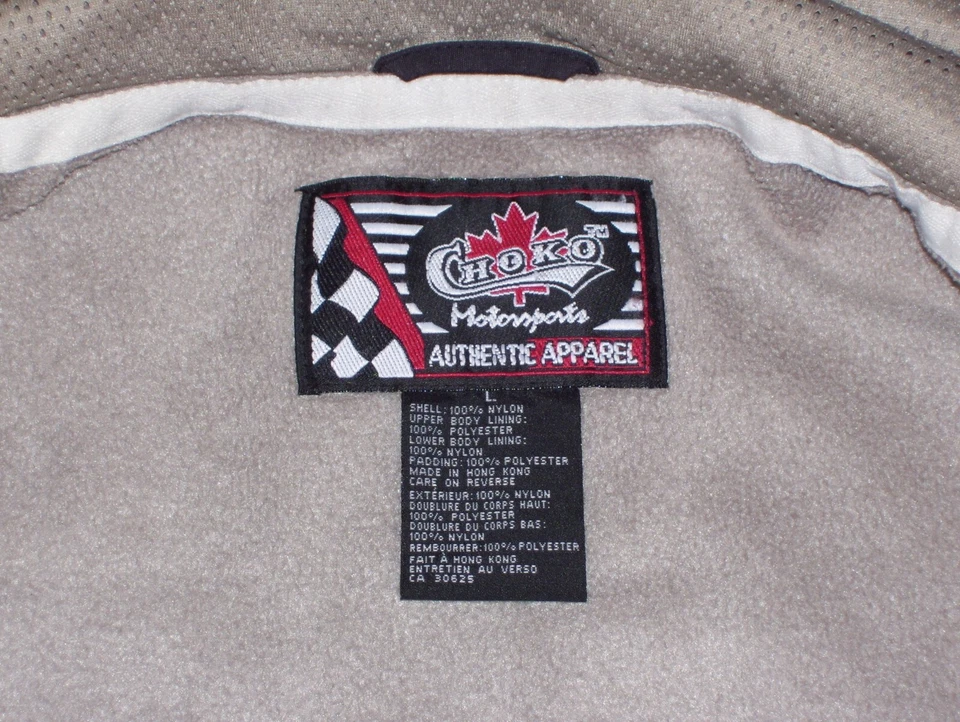 CHOKO™
Motorsports
AUTHENTIC APPAREL
L
SHELL: 100% NYLON
UPPER BODY LINING:
100% POLYESTER
LOWER BODY LINING:
100% NYLON
PADDING: 100% POLYESTER
MADE IN HONG KONG
CARE ON REVERSE
EXTÉRIEUR: 100% NYLON
DOUBLURE DU CORPS HAUT:
100% POLYESTER
DOUBLURE DU CORPS BAS:
100% NYLON
REMBOURRER: 100% POLYESTER
FAIT À HONG KONG
ENTRETIEN AU VERSO
CA 30625